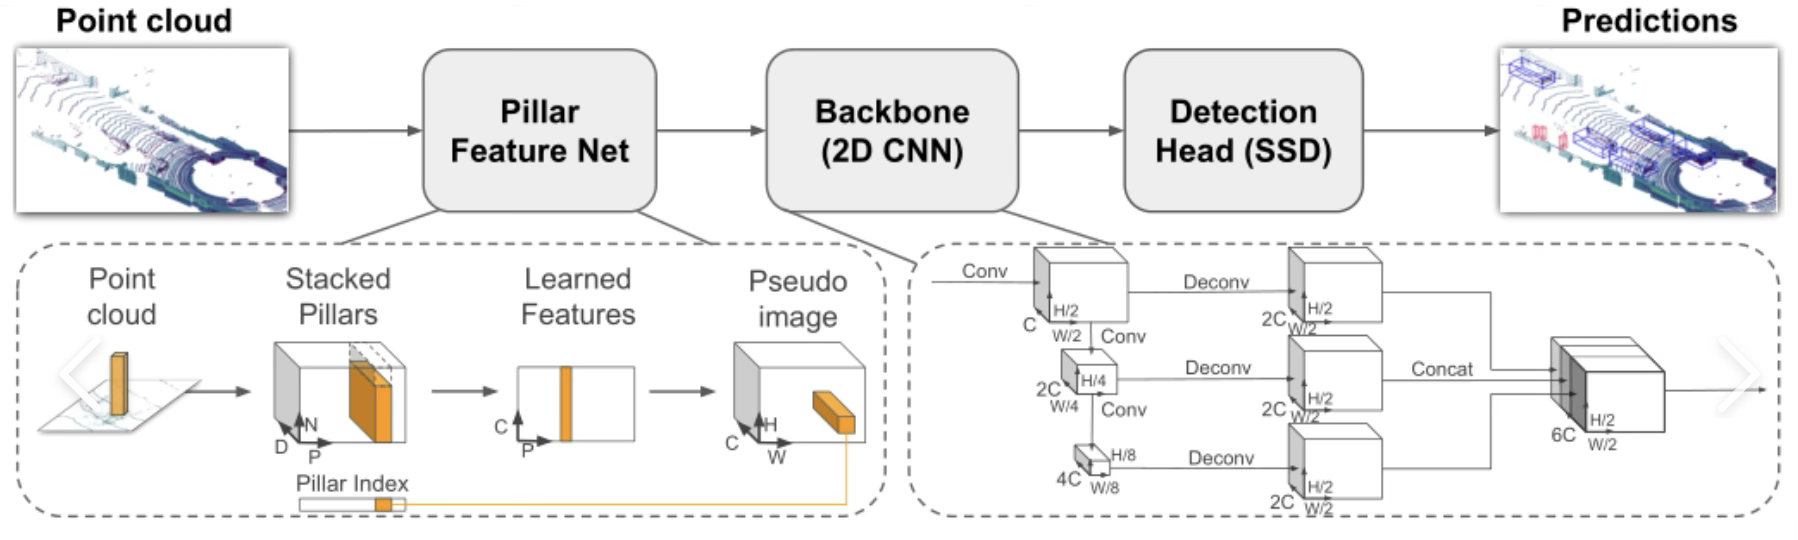 Point cloud
Predictions
Pillar
Feature Net
Backbone
(2D CNN)
Detection
Head (SSD)
Point
cloud
Stacked
Pillars
Learned
Features
Pseudo
image
D
N
P
C
P
C
H
W
Pillar Index
Conv
C
H/2
W/2
Conv
2C
H/4
W/4
Conv
4C
H/8
W/8
Deconv
2C
H/2
W/2
Deconv
2C
H/2
W/2
Deconv
2C
H/2
W/2
Concat
6C
H/2
W/2